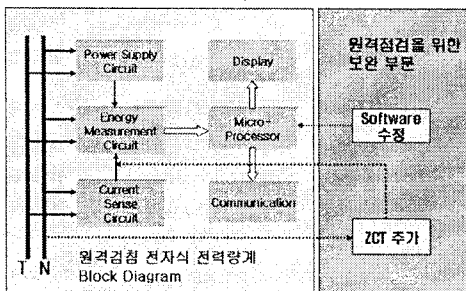 Power Supply
Circuit
Display
Energy
Measurement
Circuit
Micro-
Processor
Current
Sense
Circuit
Communication
T N
원격검침 전자식 전력량계
Block Diagram
원격점검을 위한
보완 부문
Software
수정
ZCT 추가